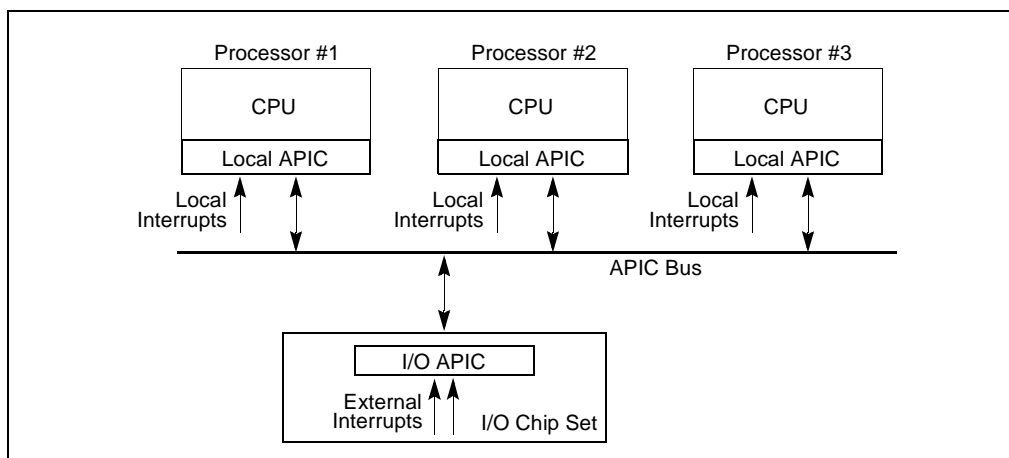 Processor #1
Processor #2
Processor #3
CPU
CPU
CPU
Local APIC
Local APIC
Local APIC
Local
Interrupts
Local
Interrupts
Local
Interrupts
APIC Bus
I/O APIC
External
Interrupts
I/O Chip Set